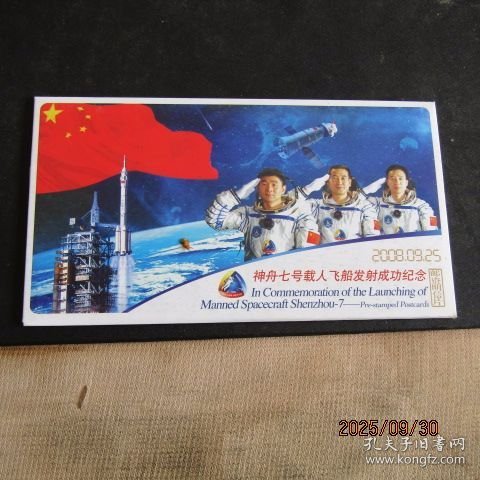 2008.09.25
神舟七号载人飞船发射成功纪念
In Commemoration of the Launching of
Manned Spacecraft Shenzhou-7——Pre-stamped Postcards
2025/09/30
孔夫子旧书网
www.kongfz.com